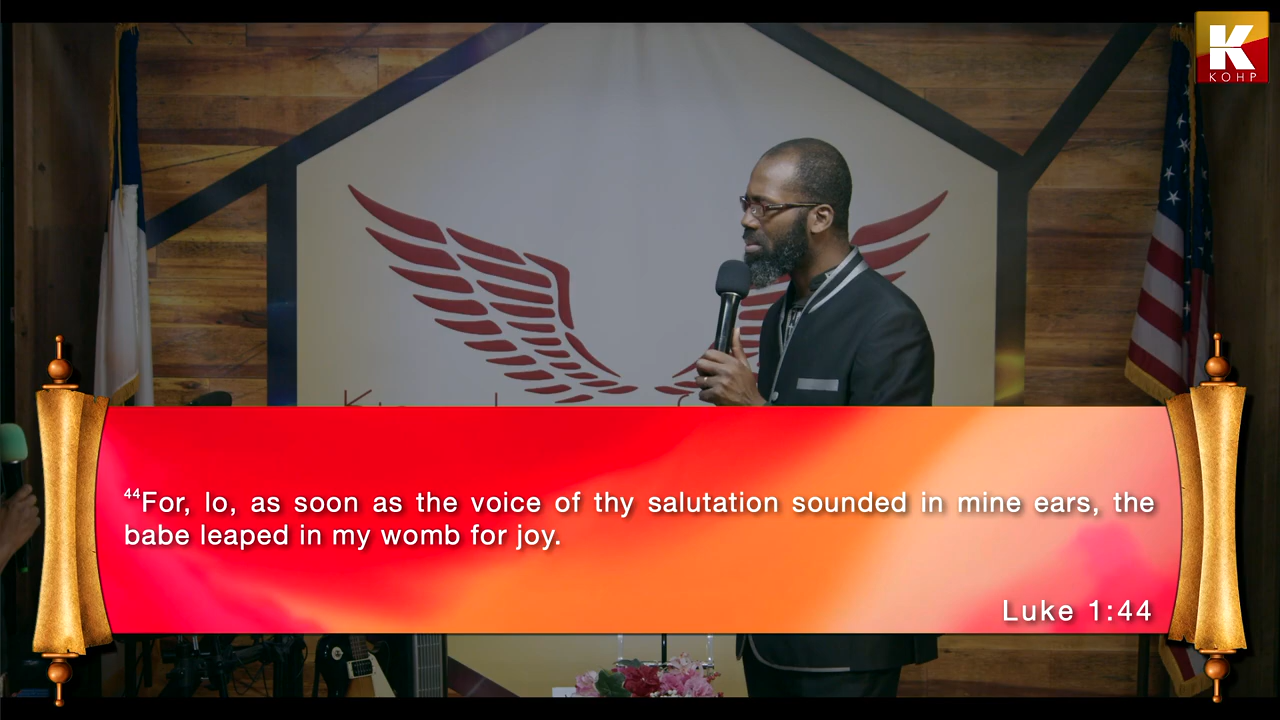 K
KOHP
⁴⁴For, lo, as soon as the voice of thy salutation sounded in mine ears, the
babe leaped in my womb for joy.
Luke 1:44